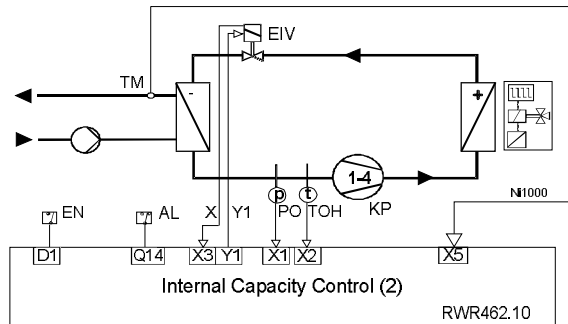 EIV
TM
-
+
1-4
p
t
PO
TOH
KP
EN
AL
X
Y1
Ni1000
D1
Q14
X3
Y1
X1
X2
X5
Internal Capacity Control (2)
RWR462.10